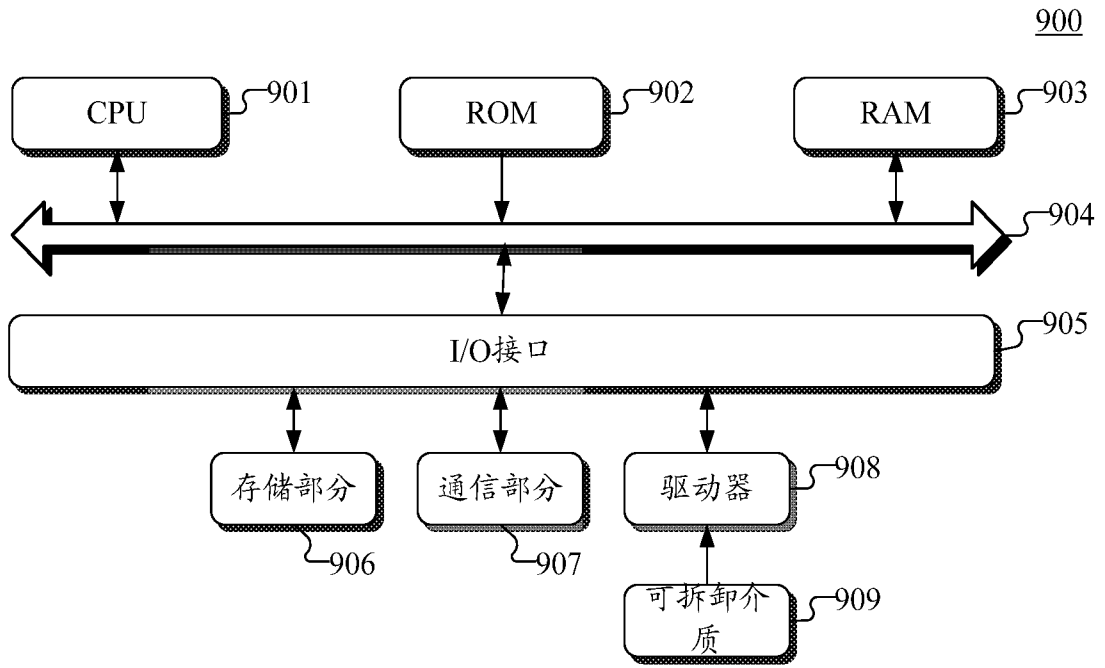 900
CPU
901
ROM
902
RAM
903
904
I/O接口
905
存储部分
906
通信部分
907
驱动器
908
可拆卸介
质
909